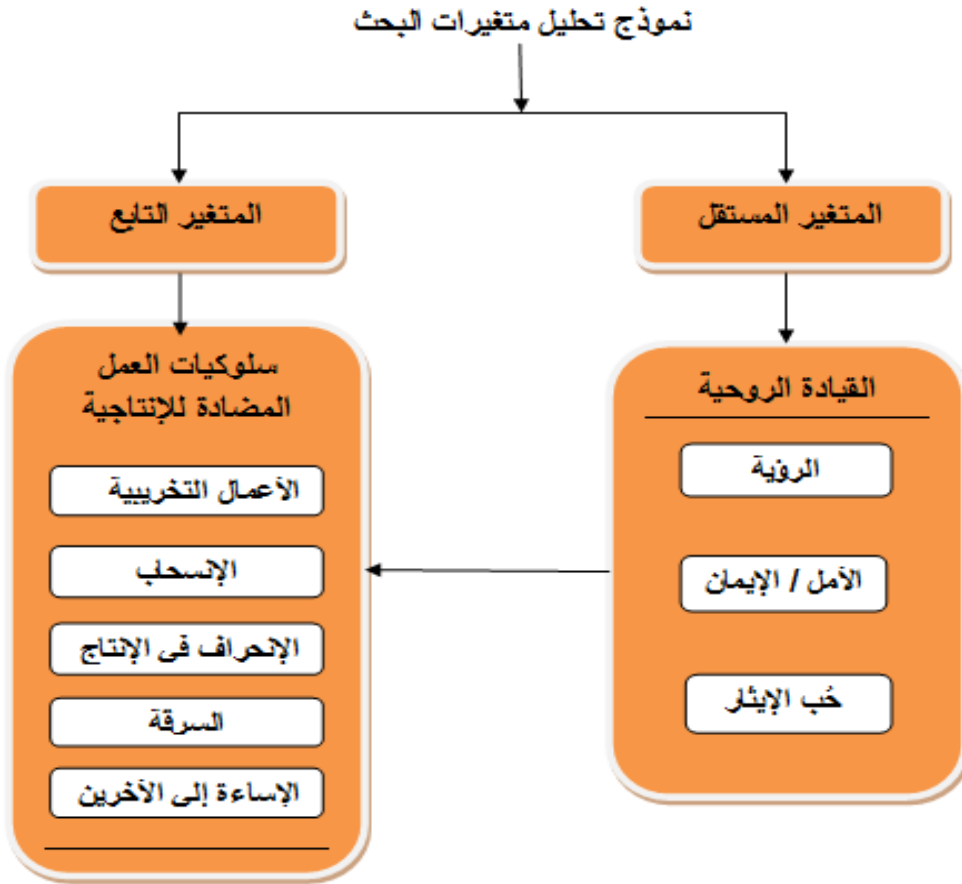 نموذج تحليل متغيرات البحث
المتغير المستقل
المتغير التابع
القيادة الروحية
الرؤية
الأمل / الإيمان
حُب الإيثار
سلوكيات العمل
المضادة للإنتاجية
الأعمال التخريبية
الإنسحاب
الإنحراف فى الإنتاج
السرقة
الإساءة إلى الآخرين